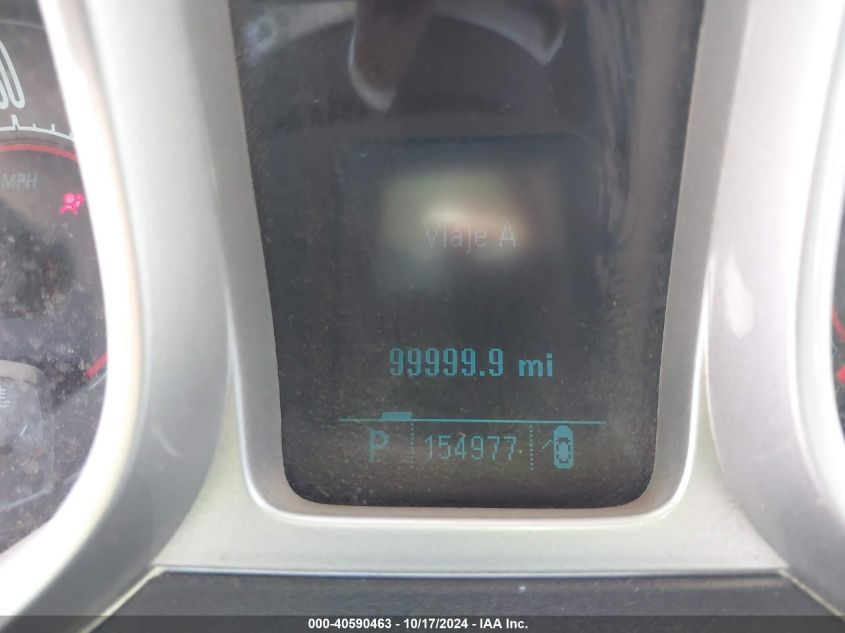 MPH
Viaje A
99999.9 mi
P 154977
000-40590463 - 10/17/2024 - IAA Inc.